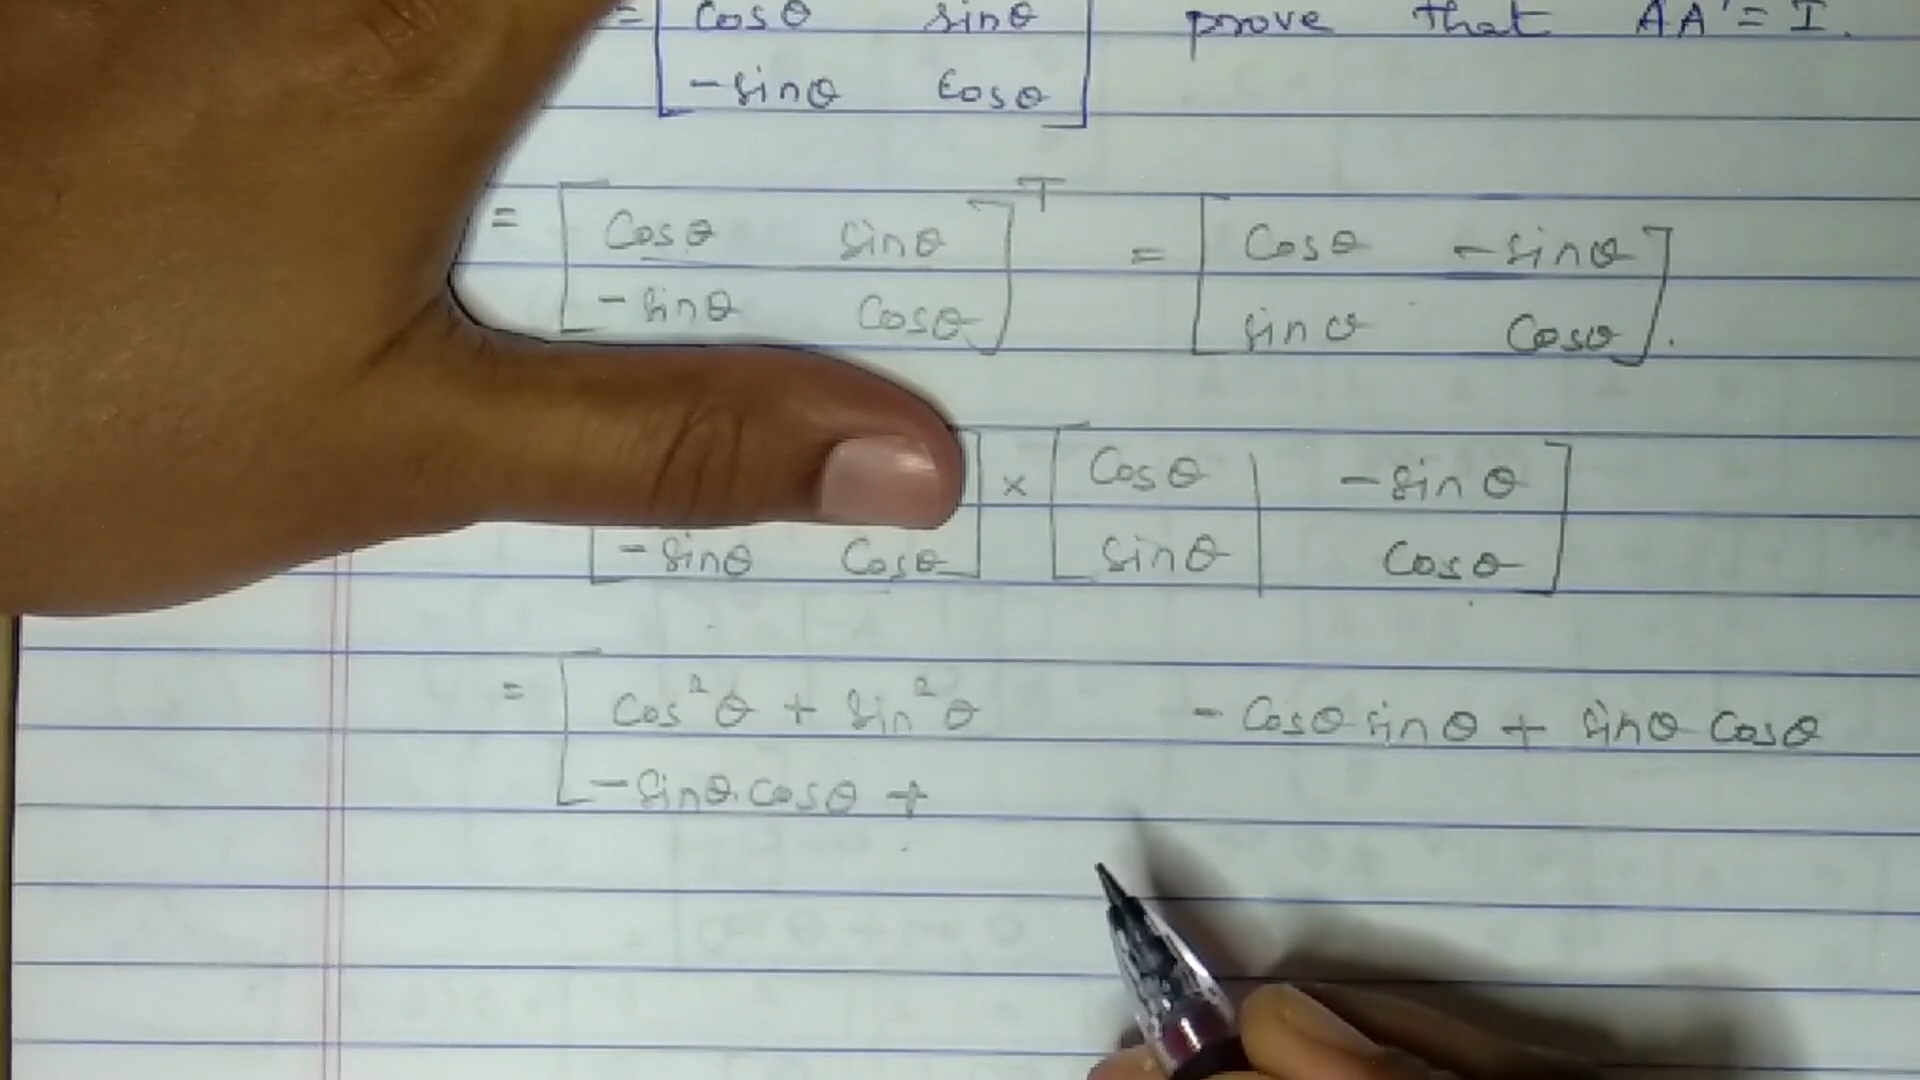 = [ cosθ sinθ prove that AA' = I.
-sinθ cosθ ]
= [ Cosθ sinθ ]T = [ Cosθ -sinθ
-sinθ Cosθ sinθ Cosθ ].
] × [ Cosθ | -sinθ ]
-sinθ Cosθ sinθ | Cosθ
= [ Cos²θ + sin²θ - Cosθ sinθ + sinθ Cosθ
-sinθ.cosθ +